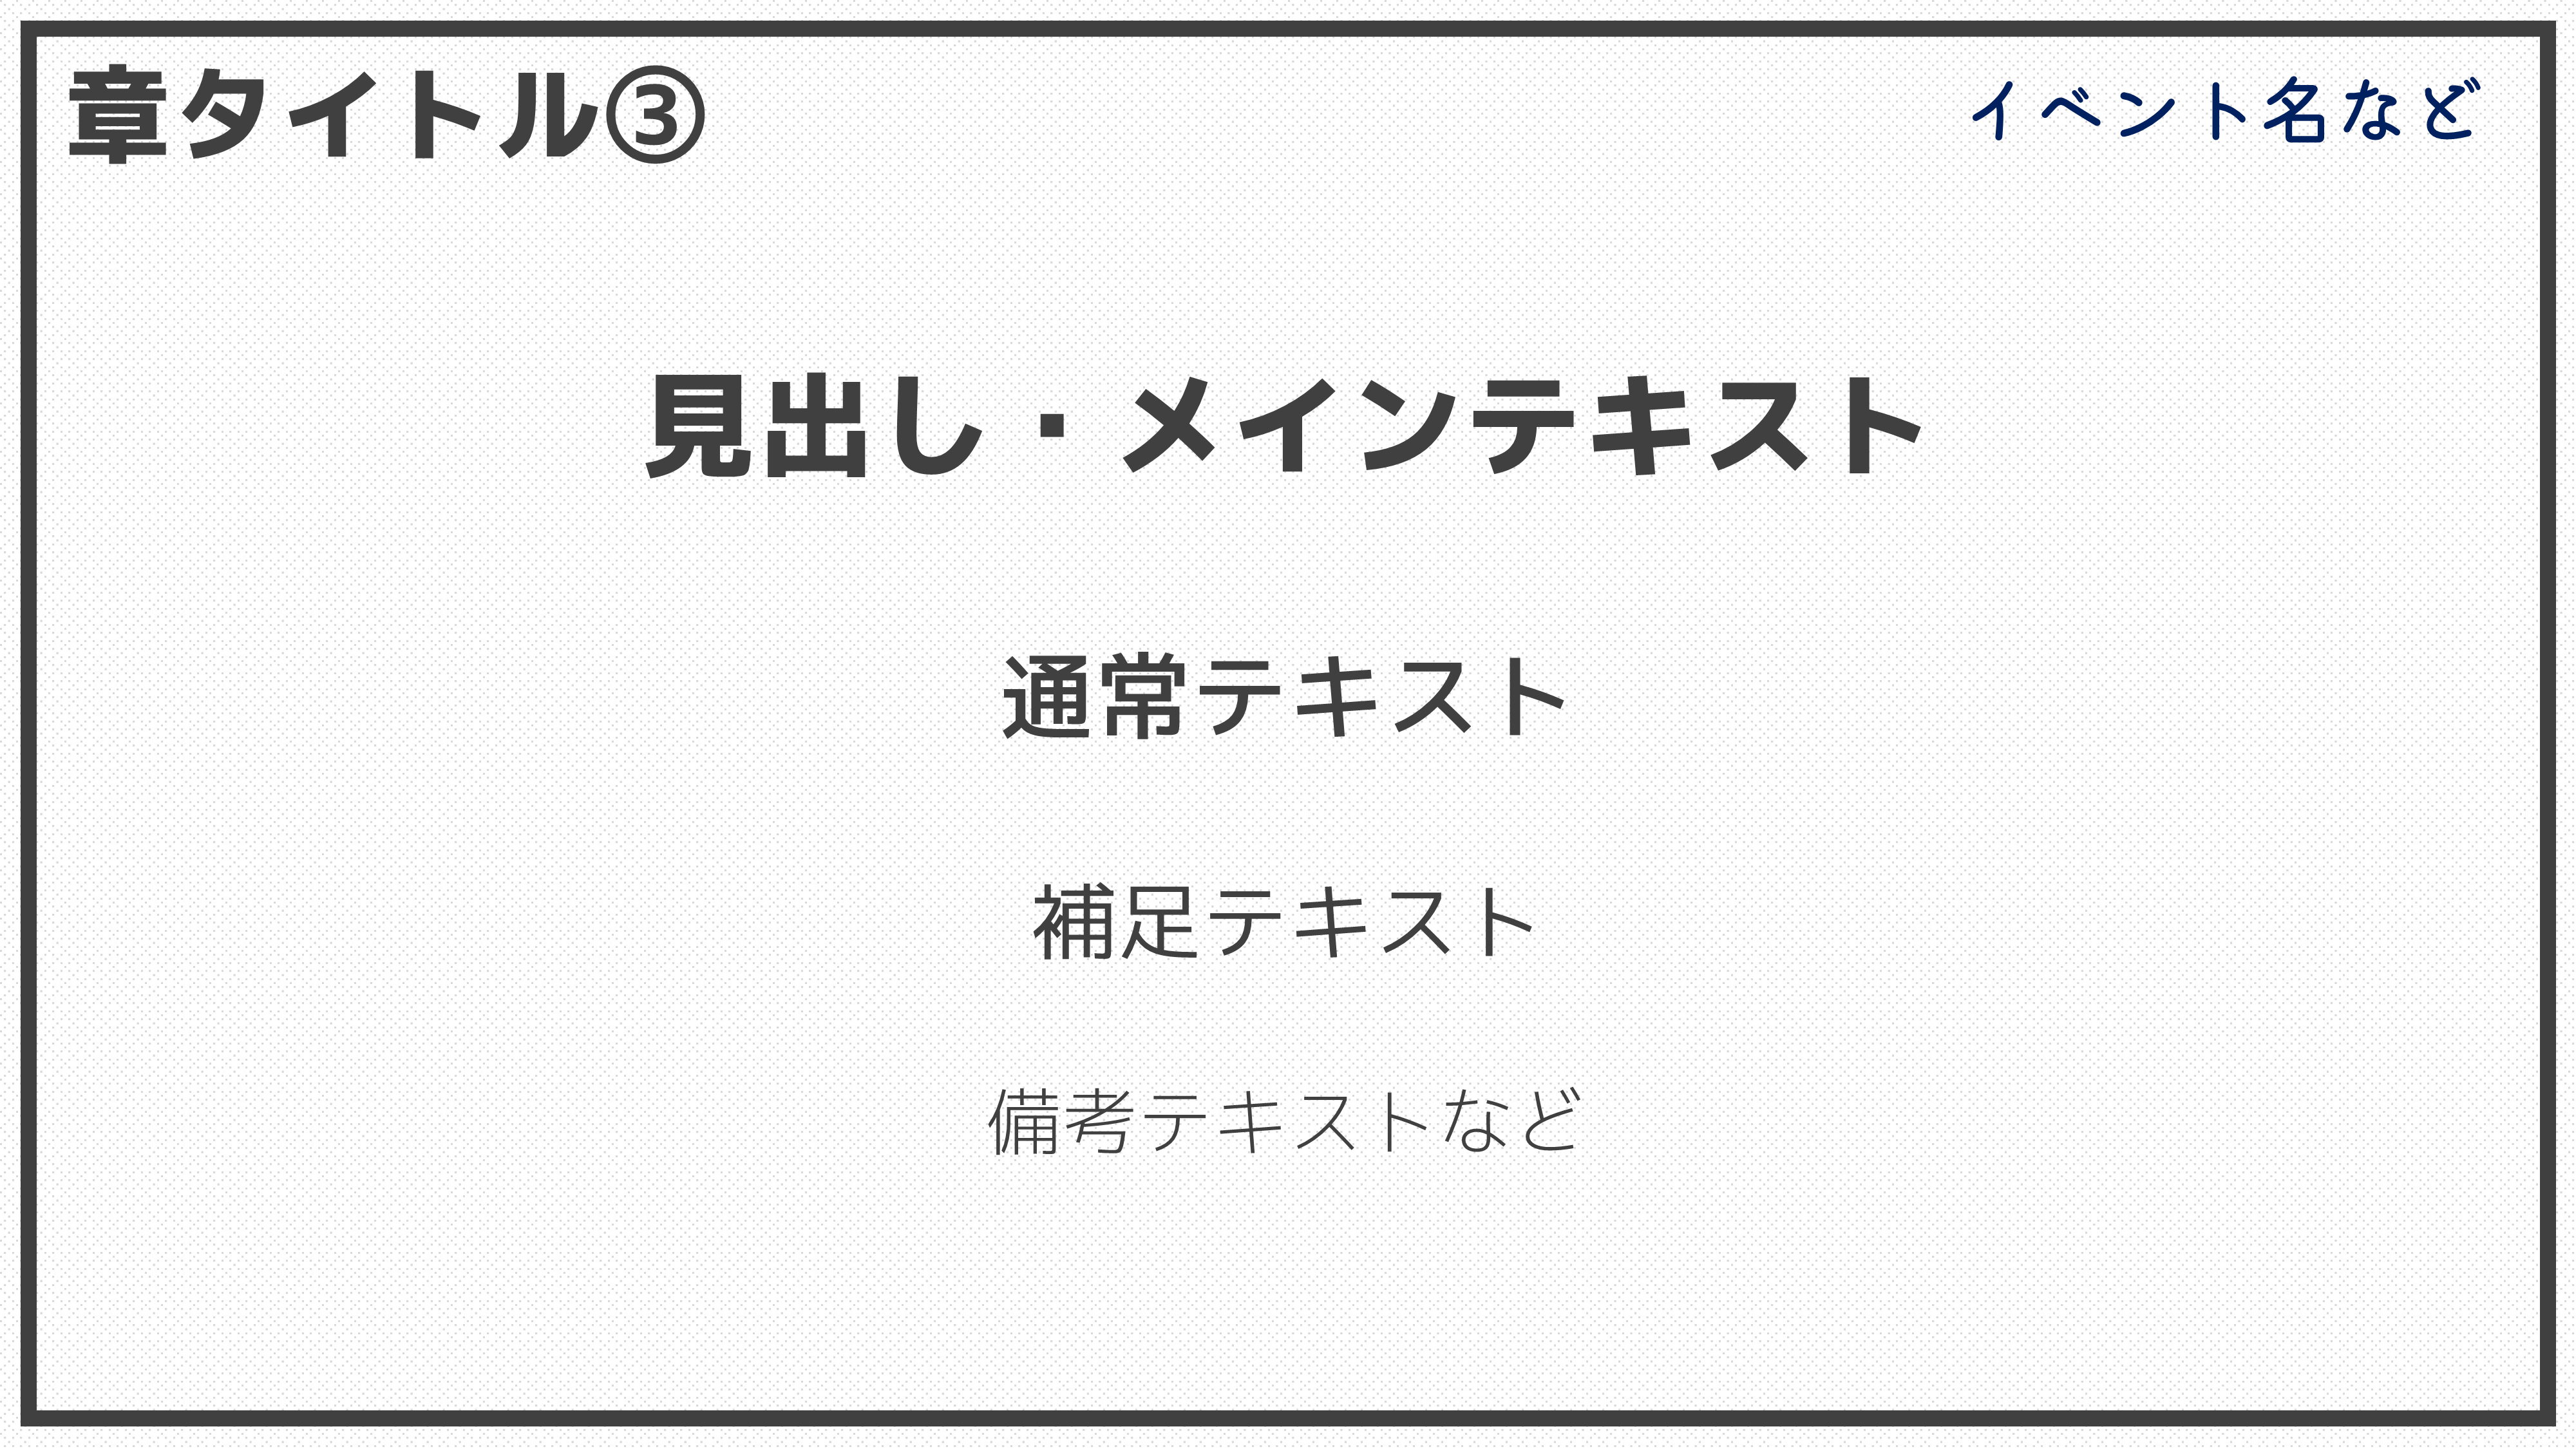 章タイトル③
イベント名など
見出し・メインテキスト
通常テキスト
補足テキスト
備考テキストなど